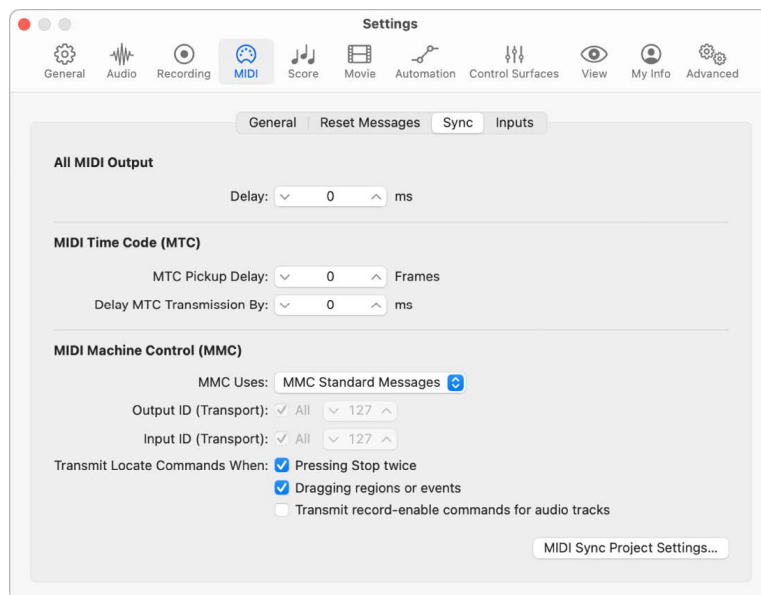 Settings
General Audio Recording MIDI Score Movie Automation Control Surfaces View My Info Advanced
General Reset Messages Sync Inputs
All MIDI Output
Delay: 0 ms
MIDI Time Code (MTC)
MTC Pickup Delay: 0 Frames
Delay MTC Transmission By: 0 ms
MIDI Machine Control (MMC)
MMC Uses: MMC Standard Messages
Output ID (Transport): All 127
Input ID (Transport): All 127
Transmit Locate Commands When: Pressing Stop twice
Dragging regions or events
Transmit record-enable commands for audio tracks
MIDI Sync Project Settings...